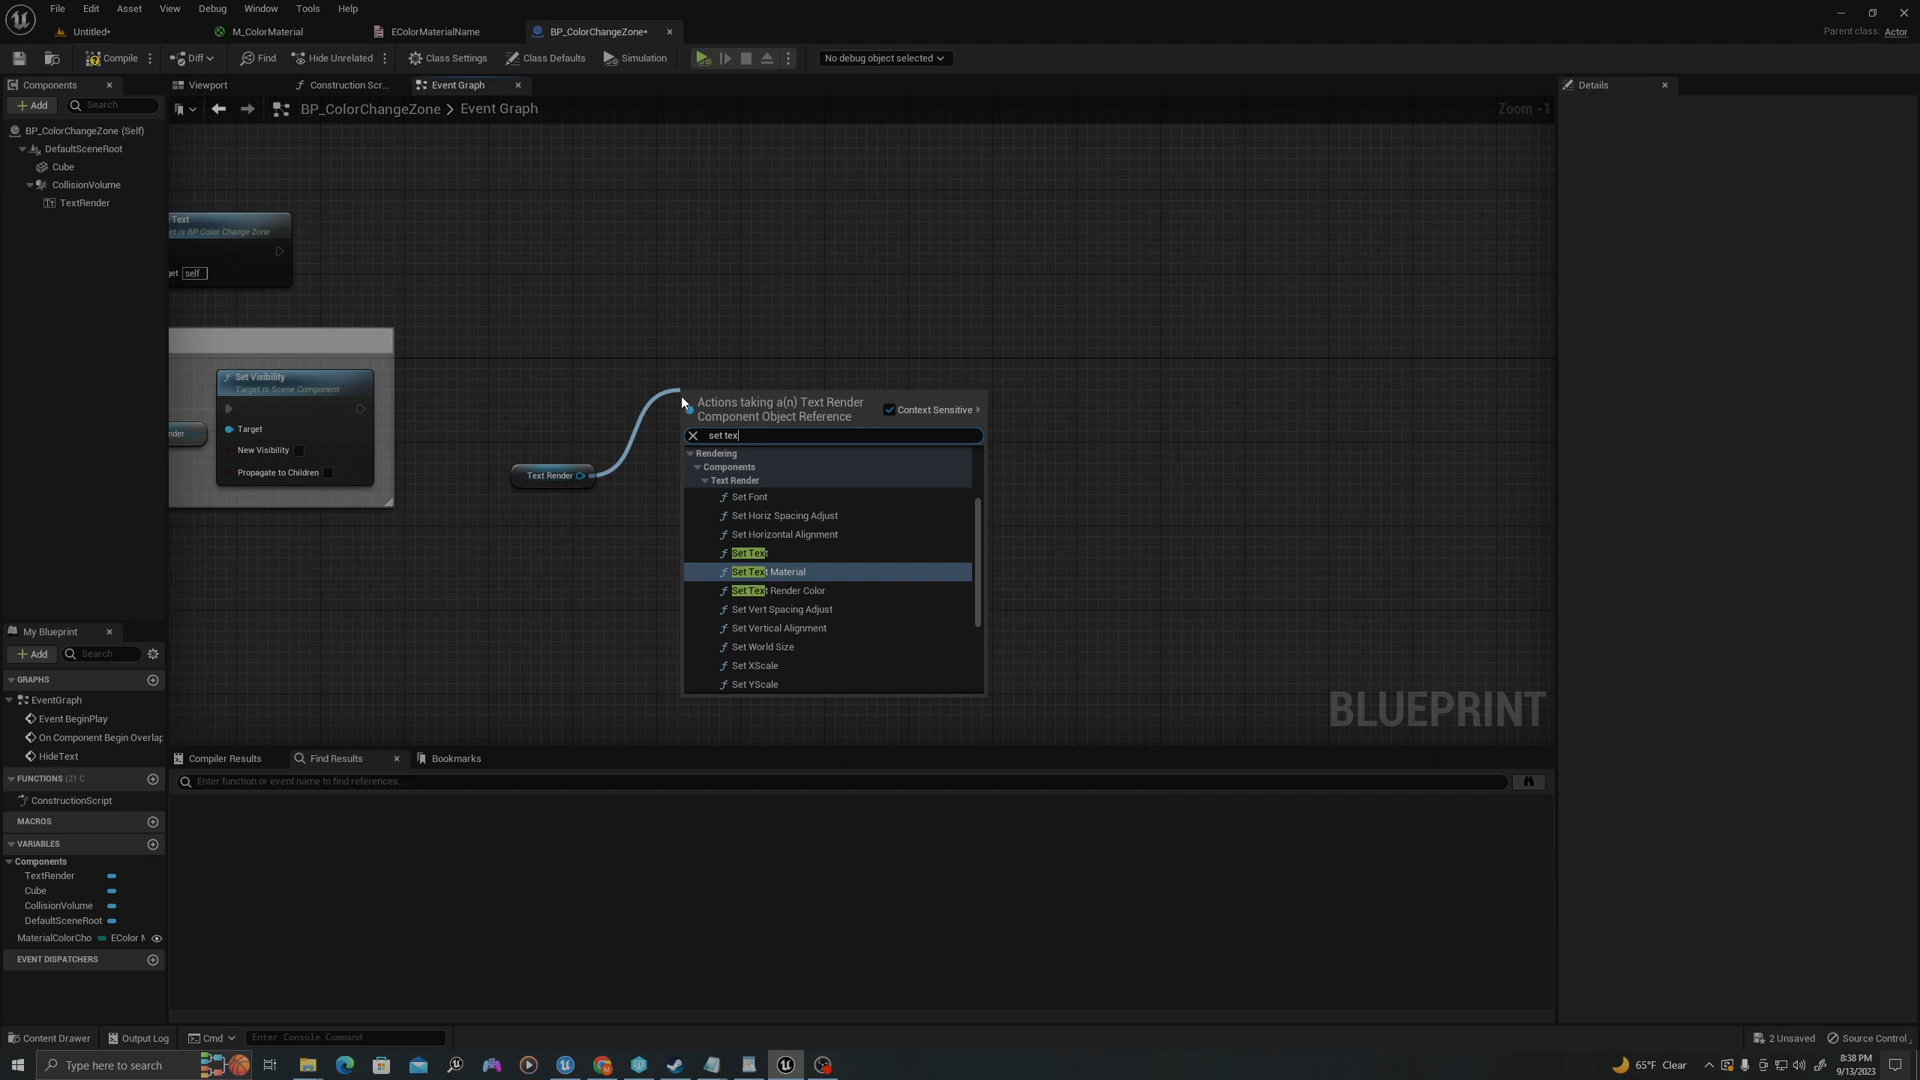 File Edit Asset View Debug Window Tools Help
Untitled* M_ColorMaterial EColorMaterialName BP_ColorChangeZone*
Parent class: Actor
Compile Diff Find Hide Unrelated Class Settings Class Defaults Simulation No debug object selected
Components Viewport Construction Scr... Event Graph Details
Add Search BP_ColorChangeZone > Event Graph Zoom -1
BP_ColorChangeZone (Self)
DefaultSceneRoot
Cube
CollisionVolume
TextRender
Text
et is BP Color Change Zone
get self
Set Visibility
Target is Scene Component
nder
Target
New Visibility
Propagate to Children
Text Render
Actions taking a(n) Text Render
Component Object Reference
Context Sensitive
set tex
Rendering
Components
Text Render
Set Font
Set Horiz Spacing Adjust
Set Horizontal Alignment
Set Text
Set Text Material
Set Text Render Color
Set Vert Spacing Adjust
Set Vertical Alignment
Set World Size
Set XScale
Set YScale
BLUEPRINT
My Blueprint
Add Search
GRAPHS
EventGraph
Event BeginPlay
On Component Begin Overlap
HideText
FUNCTIONS (21 
ConstructionScript
MACROS
VARIABLES
Components
TextRender
Cube
CollisionVolume
DefaultSceneRoot
MaterialColorCho EColor M
EVENT DISPATCHERS
Compiler Results Find Results Bookmarks
Enter function or event name to find references...
Content Drawer Output Log Cmd Enter Console Command 2 Unsaved Source Control
Type here to search 65°F Clear
8:38 PM
9/13/2023